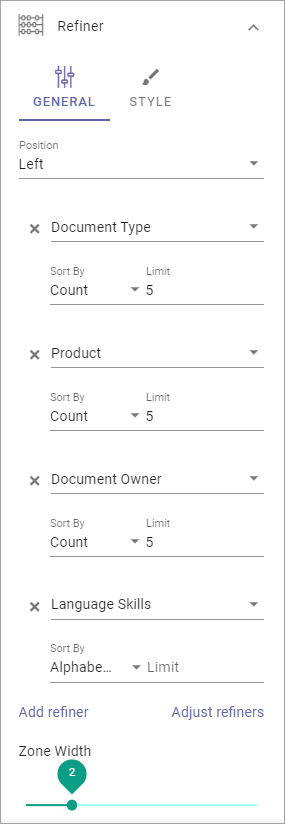 Refiner
GENERAL STYLE
Position
Left
Document Type
Sort By Limit
Count 5
Product
Sort By Limit
Count 5
Document Owner
Sort By Limit
Count 5
Language Skills
Sort By
Alphabe... Limit
Add refiner Adjust refiners
Zone Width
2